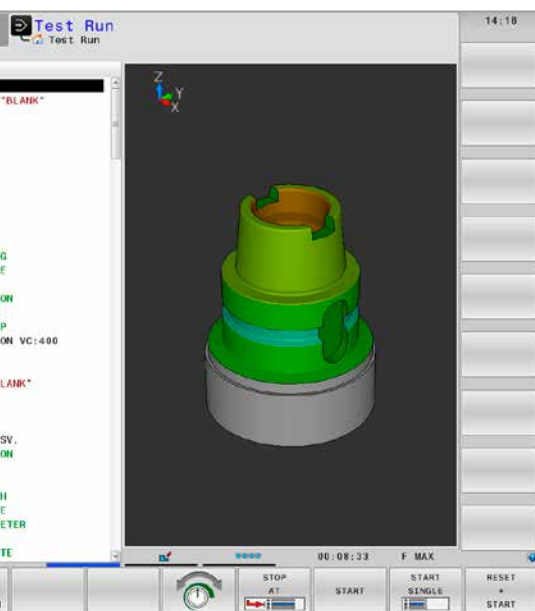 Test Run
14:18
Test Run
"BLANK"
Z
Y
X
G
E
ON
P
ON VC:400
LANK"
SV.
ON
H
E
ETER
TE
00:08:33 F MAX
STOP
AT
START
START
SINGLE
RESET
+
START